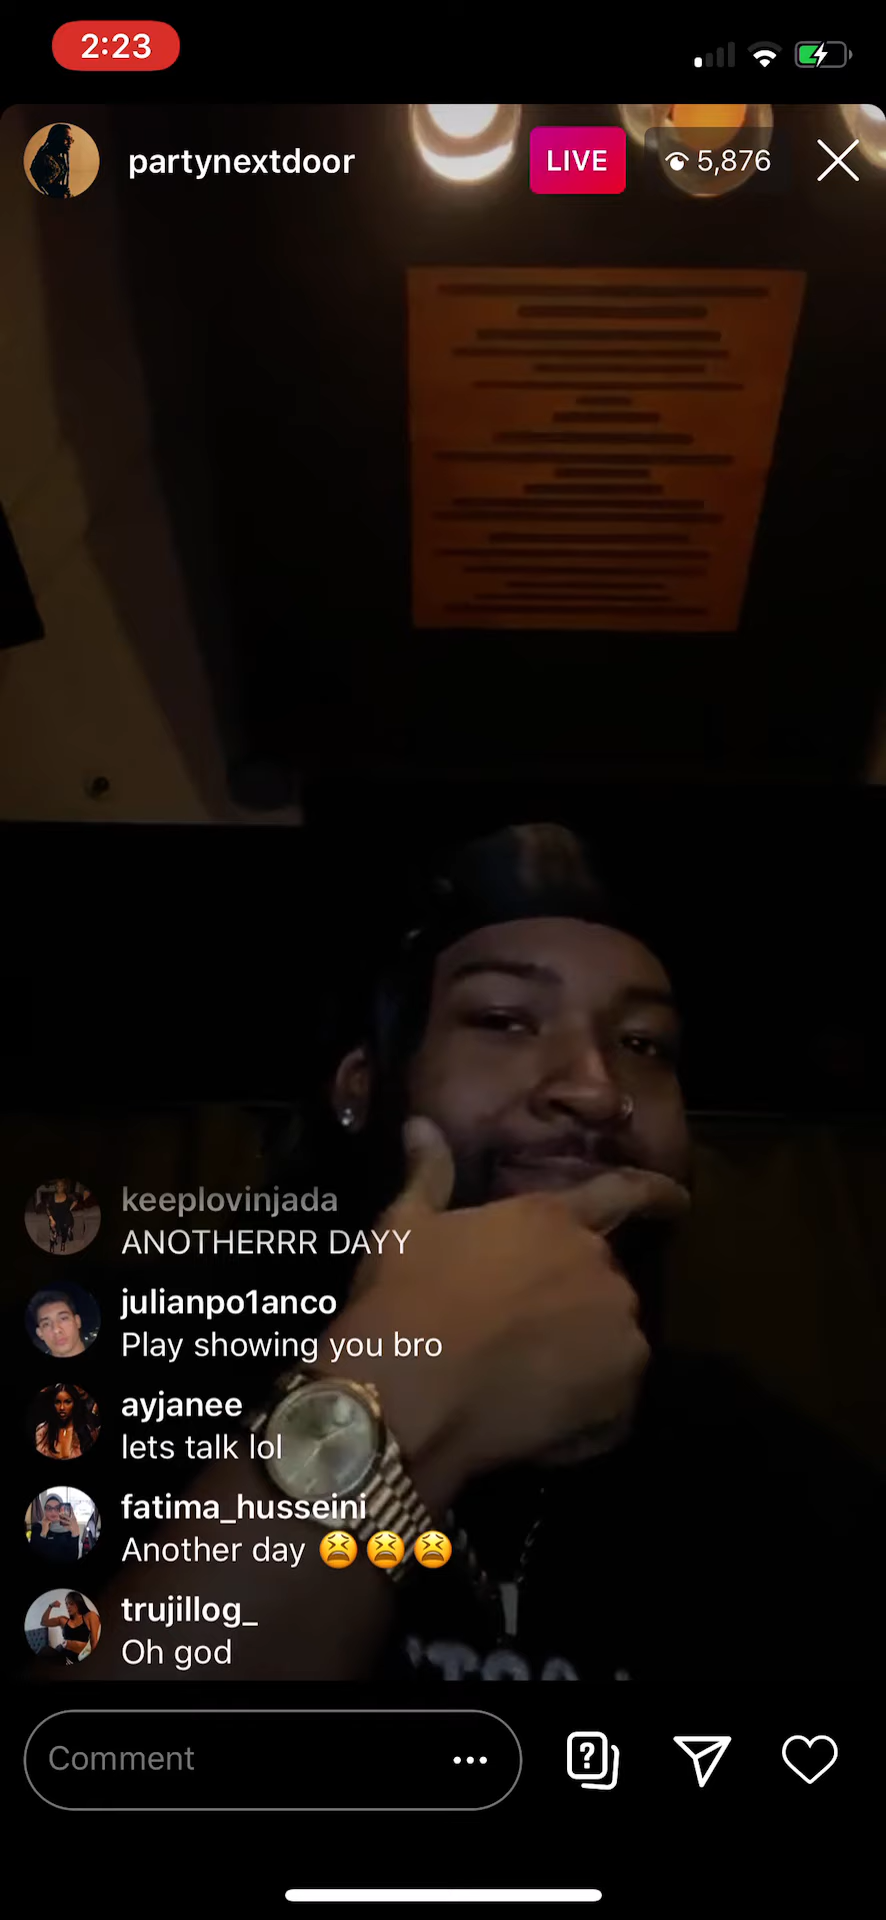 2:23
partynextdoor
LIVE
5,876
keeplovinjada
ANOTHERRR DAYY
julianpo1anco
Play showing you bro
ayjanee
lets talk lol
fatima_husseini
Another day 😫😫😫
trujillog_
Oh god
Comment